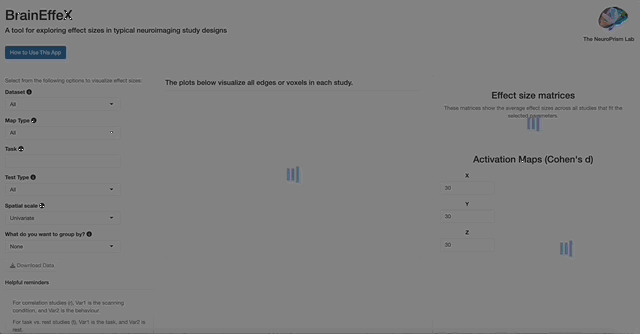 BrainEffeX
A tool for exploring effect sizes in typical neuroimaging study designs
The NeuroPrism Lab
How to Use This App
Select from the following options to visualize effect sizes:
Dataset
All
Map Type
All
Task
Test Type
All
Spatial scale
Univariate
What do you want to group by?
None
Download Data
Helpful reminders
For correlation studies (r), Var1 is the scanning
condition, and Var2 is the behaviour.
For task vs. rest studies (t), Var1 is the task, and Var2 is
rest.
The plots below visualize all edges or voxels in each study.
Effect size matrices
These matrices show the average effect sizes across all studies that fit the
selected parameters.
Activation Maps (Cohen's d)
X
30
Y
30
Z
30